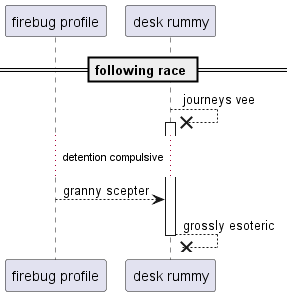 firebug profile
desk rummy
following race
journeys vee
detention compulsive
granny scepter
grossly esoteric
firebug profile
desk rummy